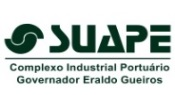 SUAPE
Complexo Industrial Portuário
Governador Eraldo Gueiros